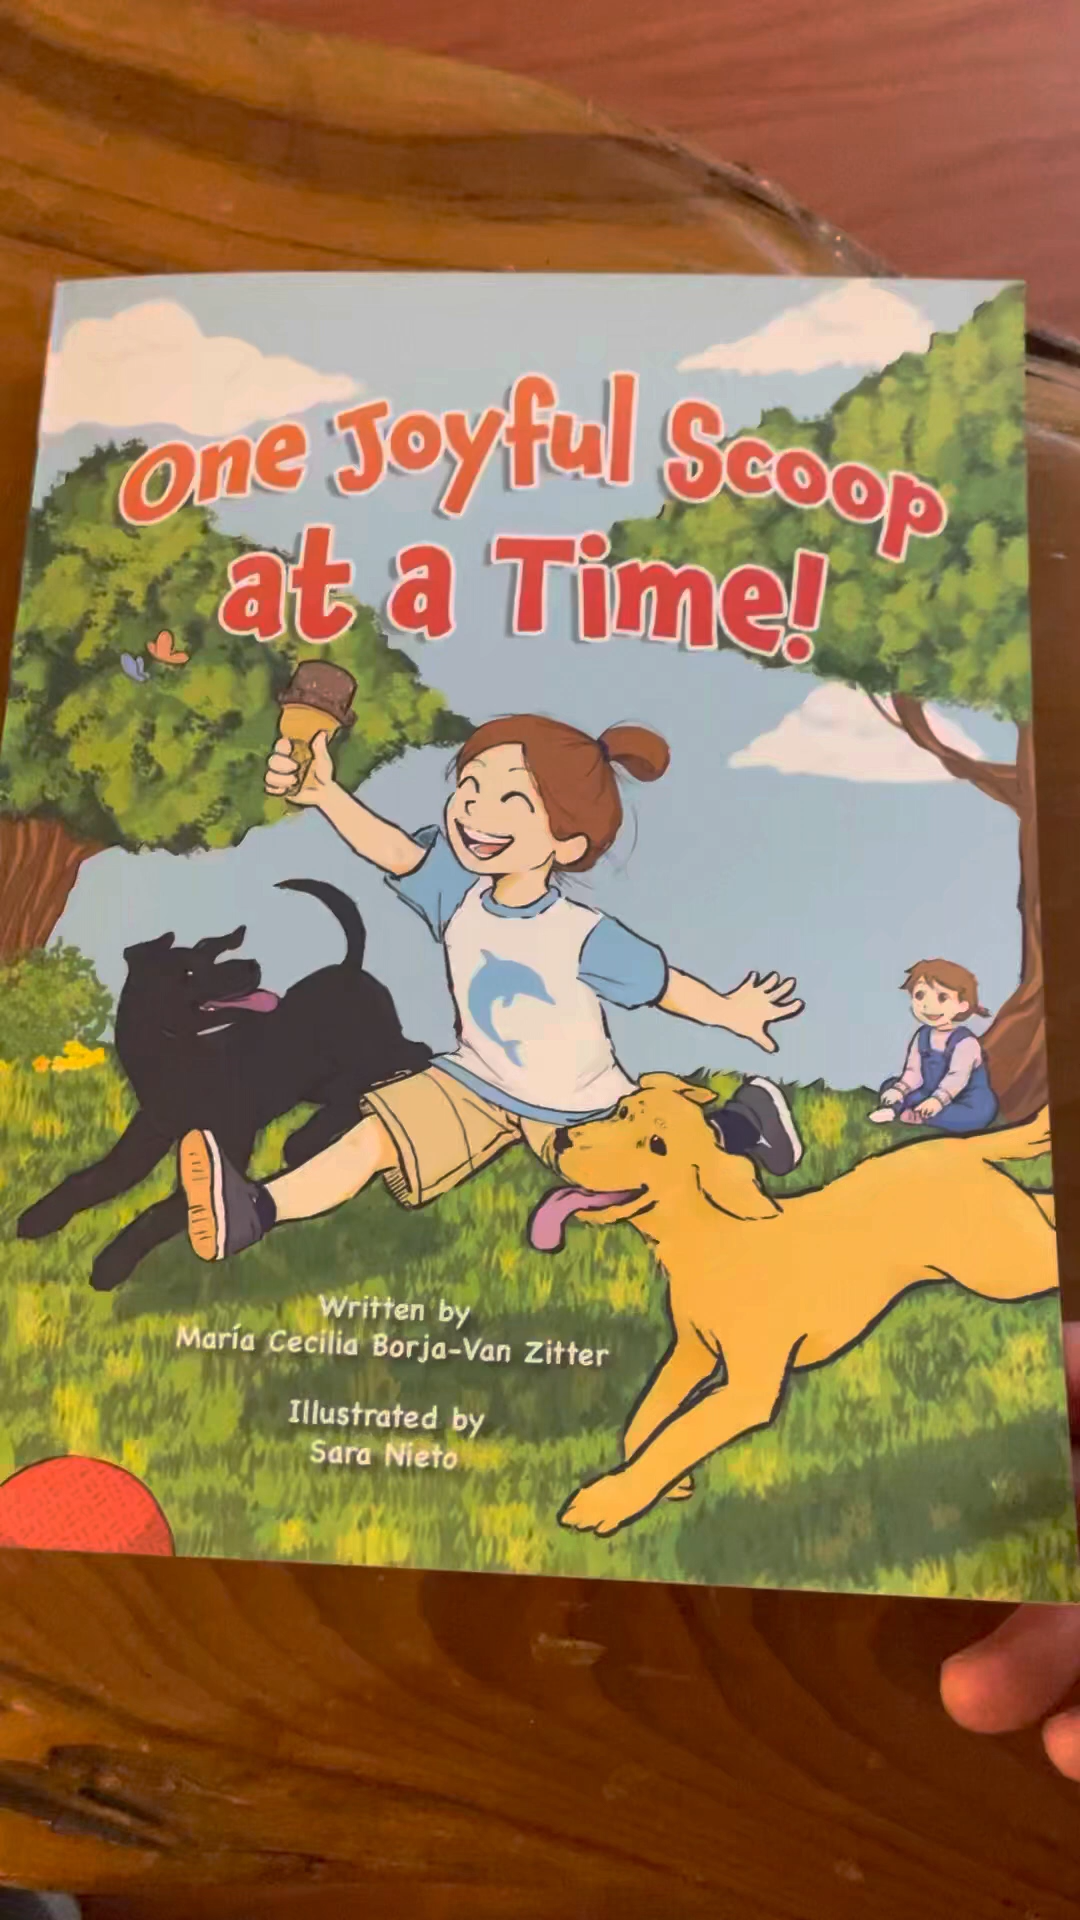 One Joyful Scoop
at a Time!
Written by
María Cecilia Borja-Van Zitter
Illustrated by
Sara Nieto